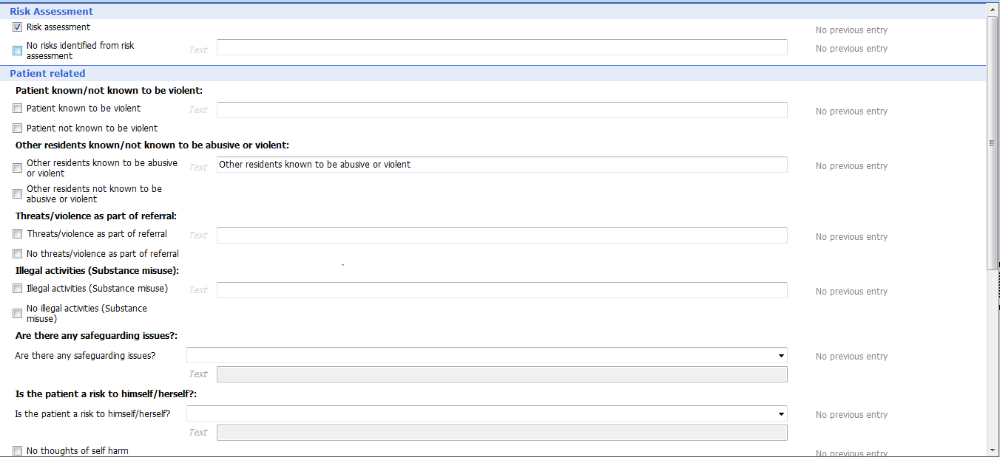 Risk Assessment
Risk assessment
No previous entry
No risks identified from risk
assessment
Text
No previous entry
Patient related
Patient known/not known to be violent:
Patient known to be violent
Text
No previous entry
Patient not known to be violent
Other residents known/not known to be abusive or violent:
Other residents known to be abusive
or violent
Text
Other residents known to be abusive or violent
No previous entry
Other residents not known to be
abusive or violent
Threats/violence as part of referral:
Threats/violence as part of referral
Text
No previous entry
No threats/violence as part of referral
Illegal activities (Substance misuse):
Illegal activities (Substance misuse)
Text
No previous entry
No illegal activities (Substance
misuse)
Are there any safeguarding issues?:
Are there any safeguarding issues?
No previous entry
Text
Is the patient a risk to himself/herself?:
Is the patient a risk to himself/herself?
No previous entry
Text
No thoughts of self harm
No previous entry